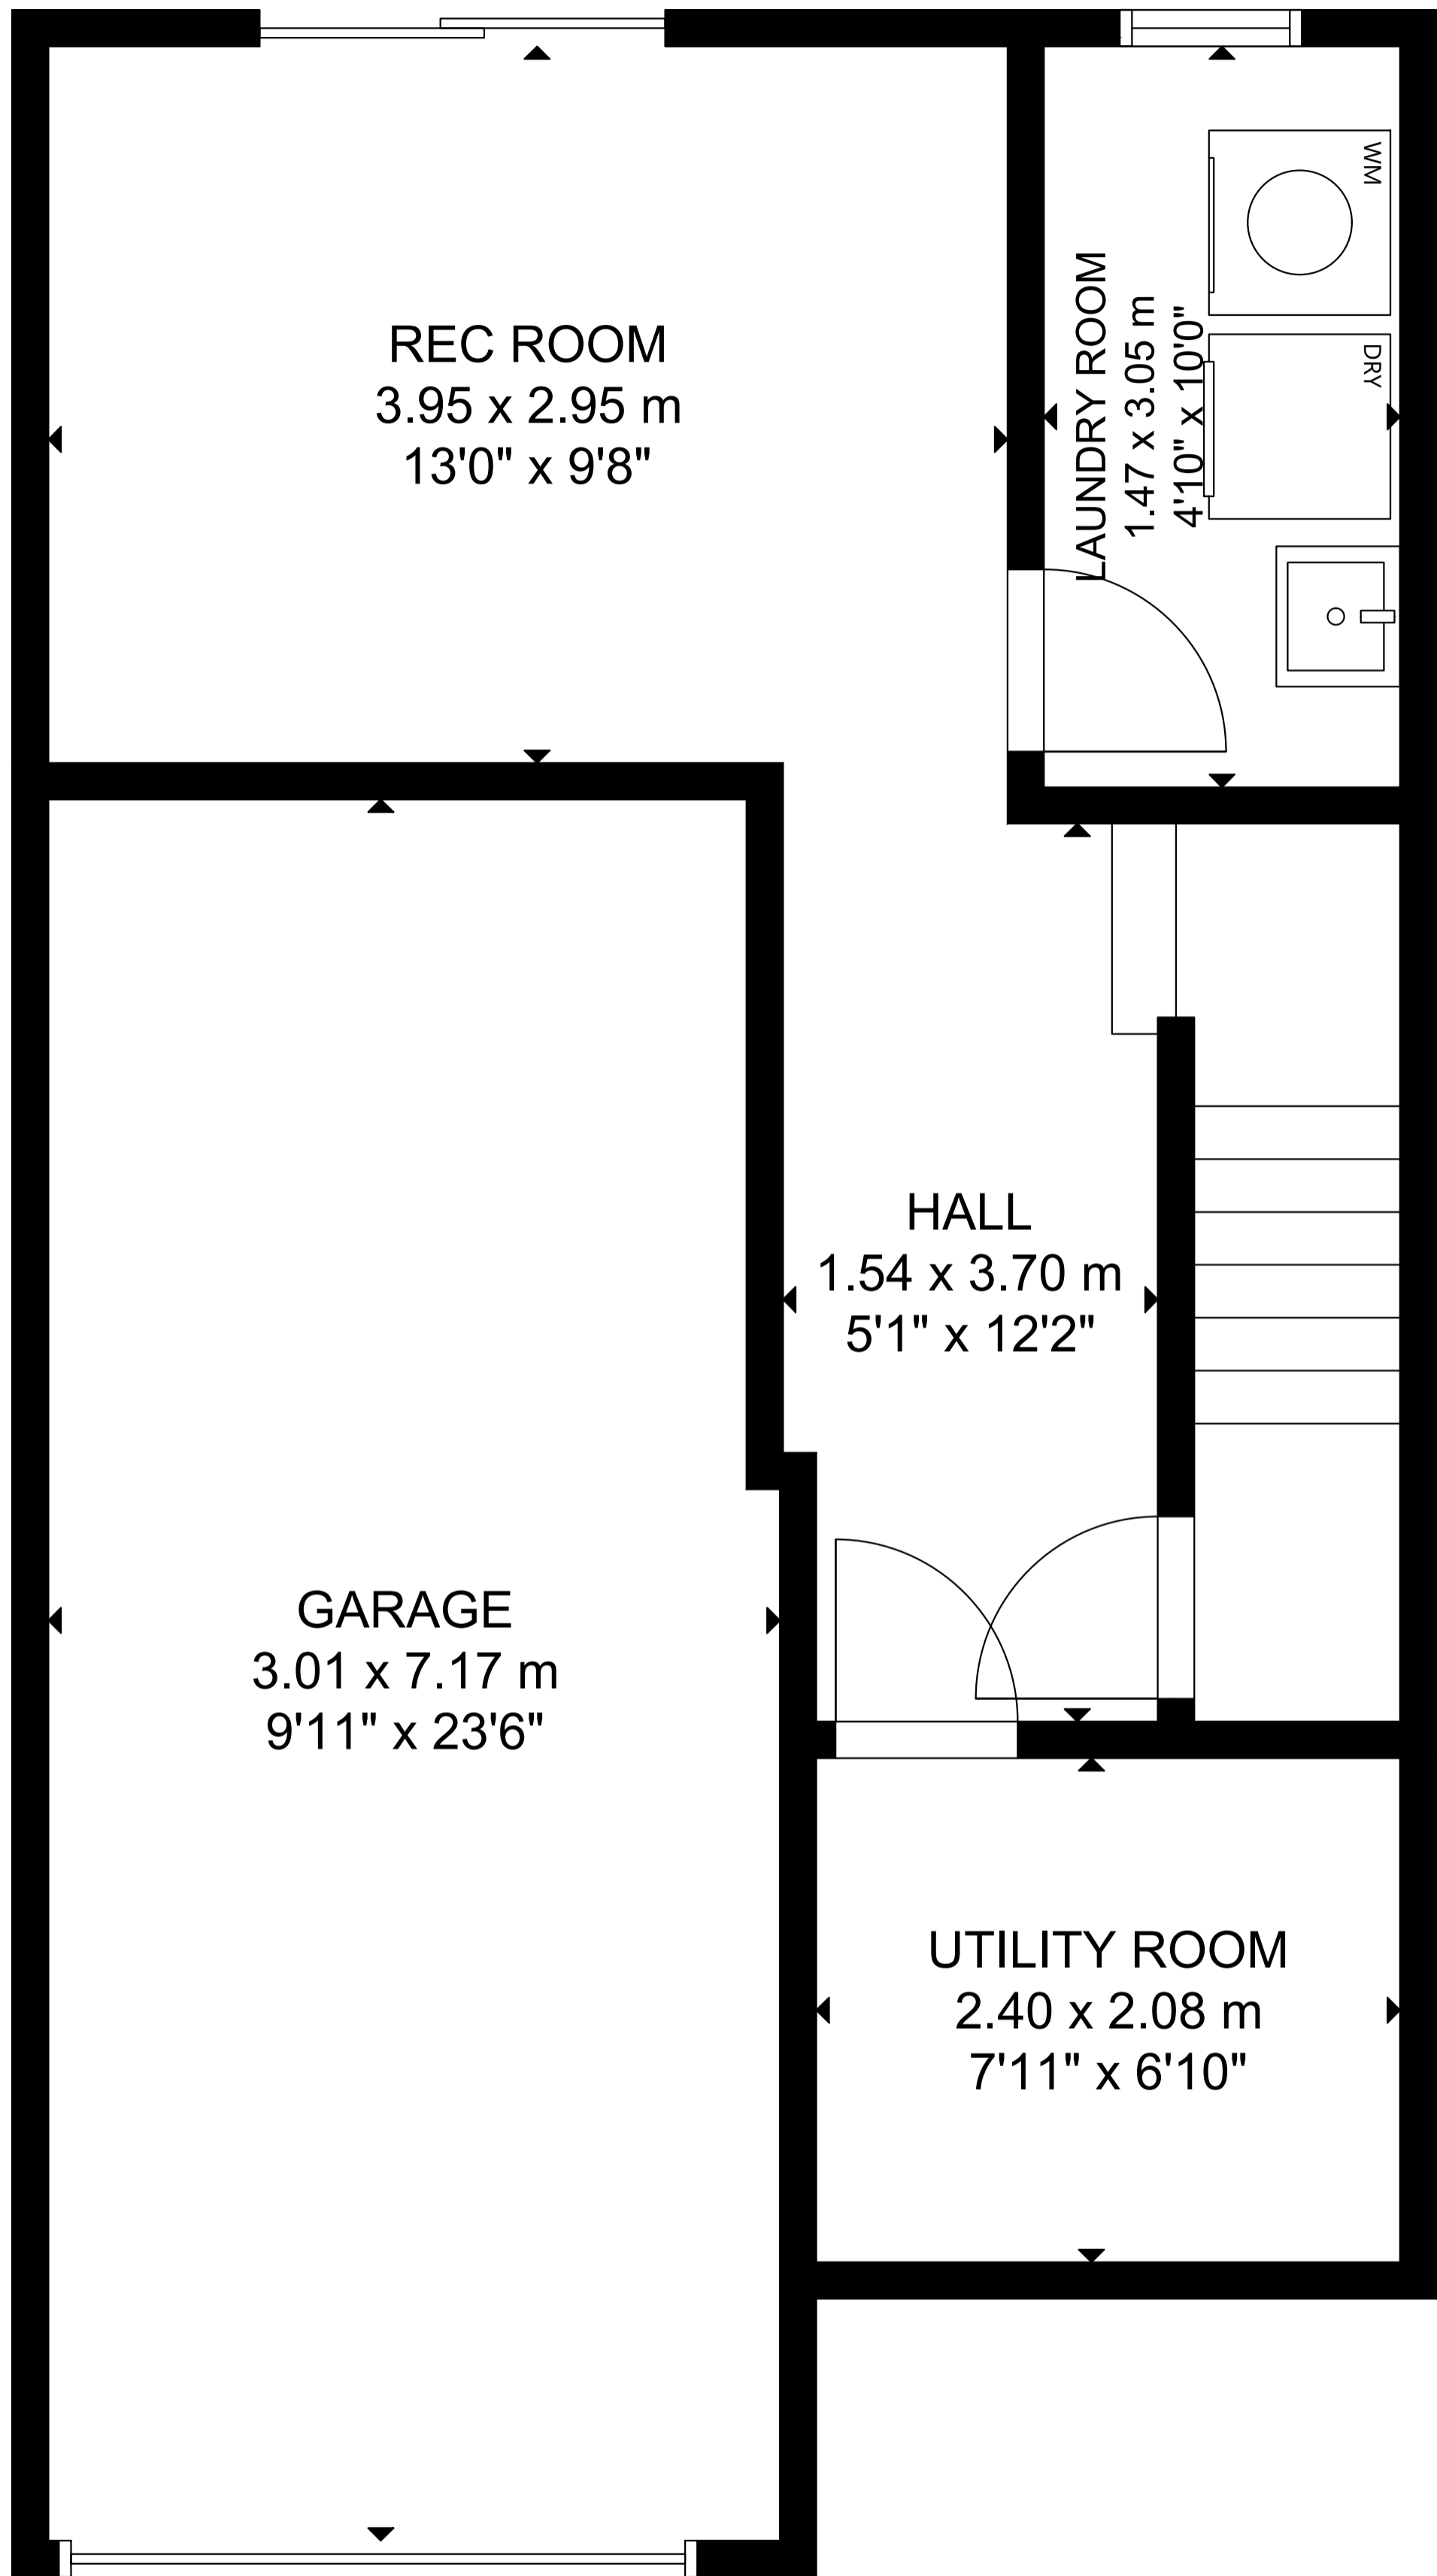 REC ROOM
3.95 x 2.95 m
13'0" x 9'8"
WM
DRY
LAUNDRY ROOM
1.47 x 3.05 m
4'10" x 10'0"
HALL
1.54 x 3.70 m
5'1" x 12'2"
GARAGE
3.01 x 7.17 m
9'11" x 23'6"
UTILITY ROOM
2.40 x 2.08 m
7'11" x 6'10"